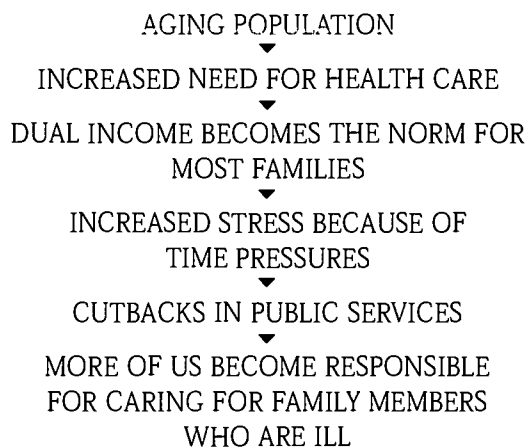 AGING POPULATION
INCREASED NEED FOR HEALTH CARE
DUAL INCOME BECOMES THE NORM FOR
MOST FAMILIES
INCREASED STRESS BECAUSE OF
TIME PRESSURES
CUTBACKS IN PUBLIC SERVICES
MORE OF US BECOME RESPONSIBLE
FOR CARING FOR FAMILY MEMBERS
WHO ARE ILL